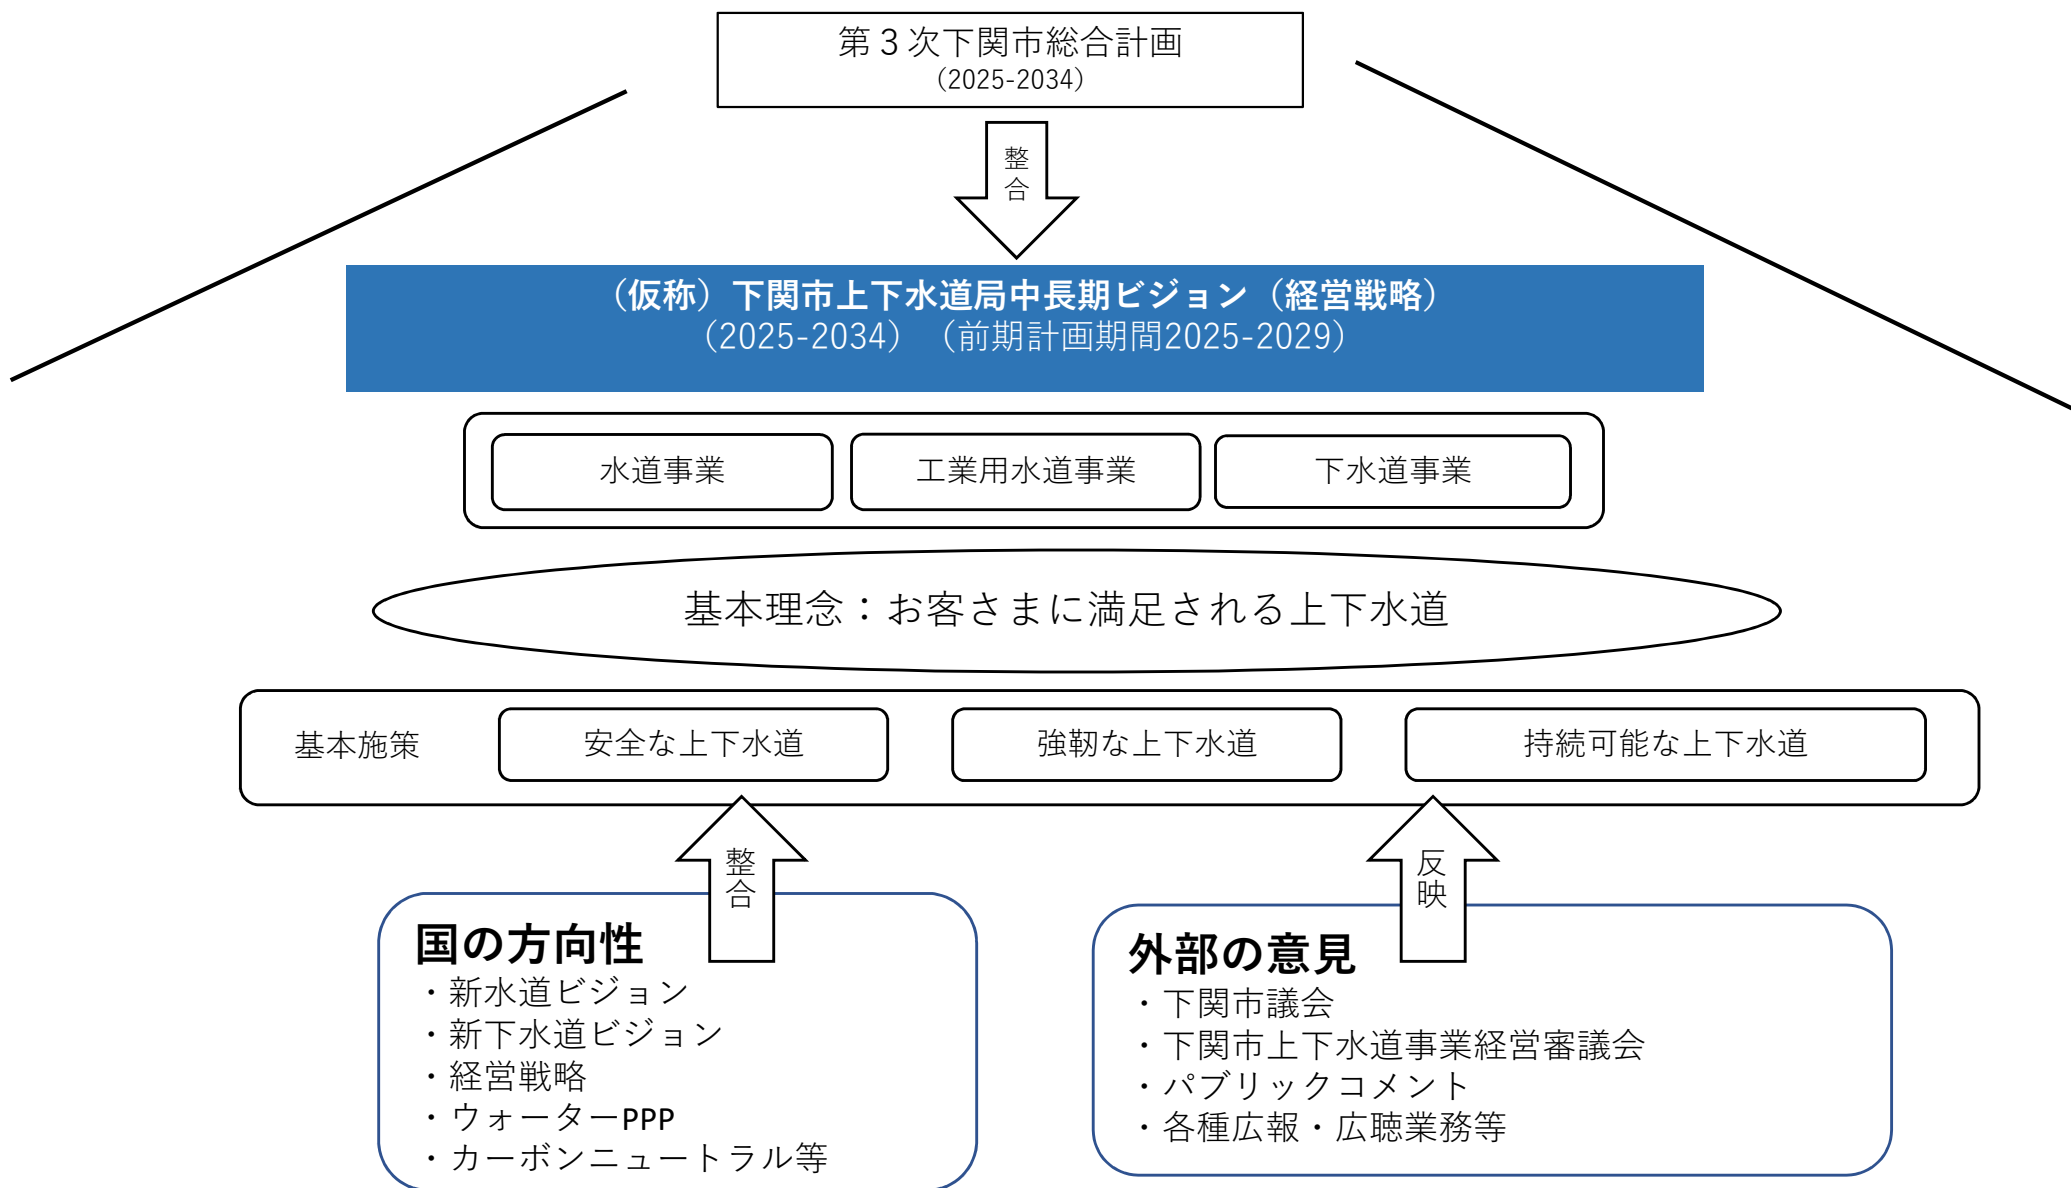 第３次下関市総合計画
（2025-2034）
整
合
（仮称）下関市上下水道局中長期ビジョン（経営戦略）
（2025-2034）（前期計画期間2025-2029）
水道事業
工業用水道事業
下水道事業
基本理念：お客さまに満足される上下水道
基本施策
安全な上下水道
強靭な上下水道
持続可能な上下水道
整
合
国の方向性
・新水道ビジョン
・新下水道ビジョン
・経営戦略
・ウォーターPPP
・カーボンニュートラル等
反
映
外部の意見
・下関市議会
・下関市上下水道事業経営審議会
・パブリックコメント
・各種広報・広聴業務等